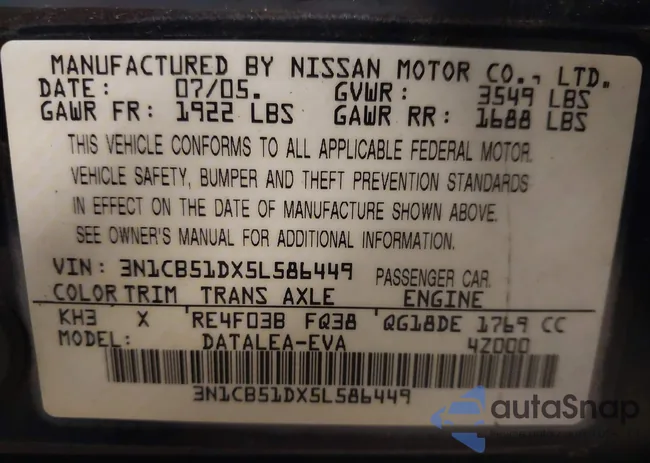 MANUFACTURED BY NISSAN MOTOR CO., LTD.
DATE: 07/05. GVWR: 3549 LBS
GAWR FR: 1922 LBS GAWR RR: 1688 LBS
THIS VEHICLE CONFORMS TO ALL APPLICABLE FEDERAL MOTOR
VEHICLE SAFETY, BUMPER AND THEFT PREVENTION STANDARDS
IN EFFECT ON THE DATE OF MANUFACTURE SHOWN ABOVE.
SEE OWNER'S MANUAL FOR ADDITIONAL INFORMATION.
VIN: 3N1CB51DX5L586449 PASSENGER CAR
COLOR TRIM TRANS AXLE ENGINE
KH3 X RE4F03B FQ38 QG18DE 1769 CC
MODEL: DATALEA-EVA 4Z000
3N1CB51DX5L586449
autoSnap